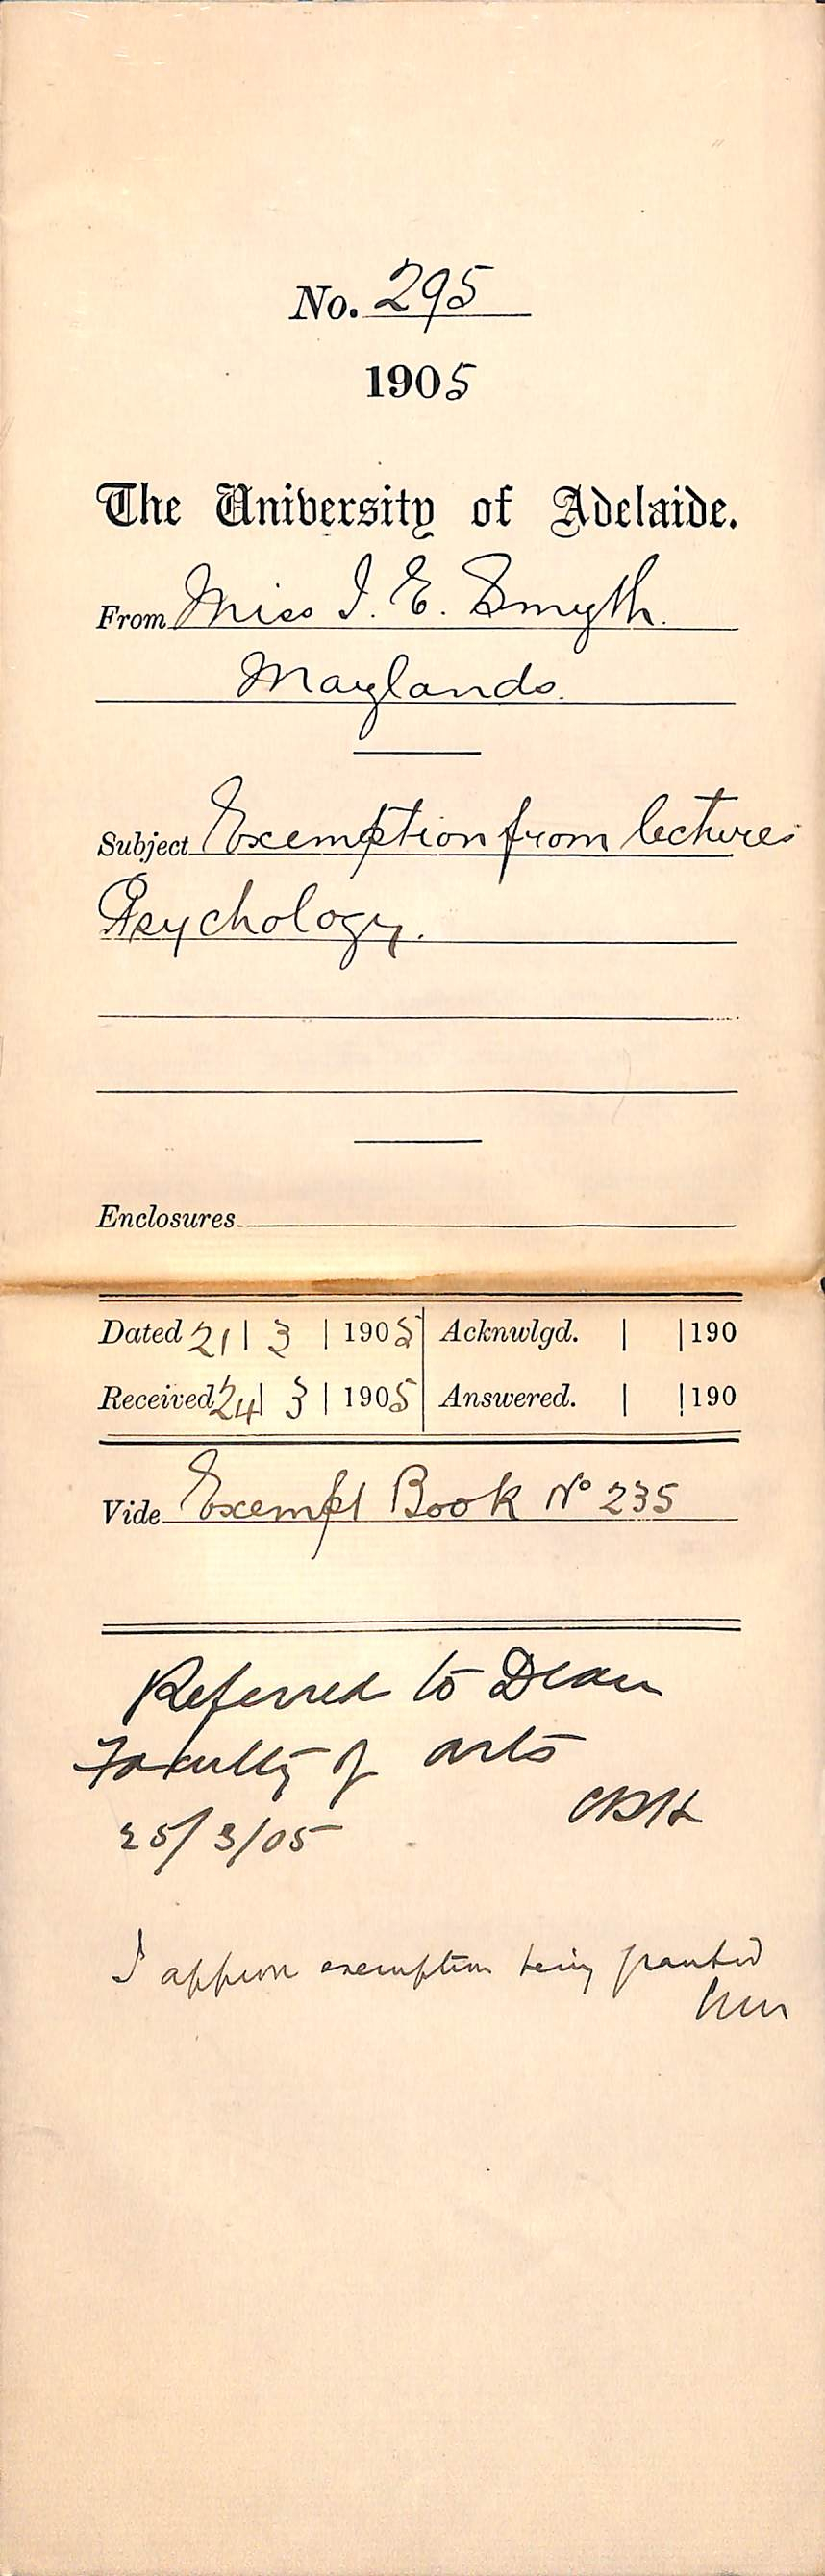 No. 295
1905
The University of Adelaide.
From Miss I. E. Smyth.
Maylands.
Subject Exemption from lectures
Psychology.
Enclosures
Dated 21 | 3 | 1905 | Acknwlgd. | | 190
Received 24 | 3 | 1905 | Answered. | | 190
Vide Exempt Book No 235
Referred to Dean
Faculty of Arts
25/3/05
I approve exemption being granted